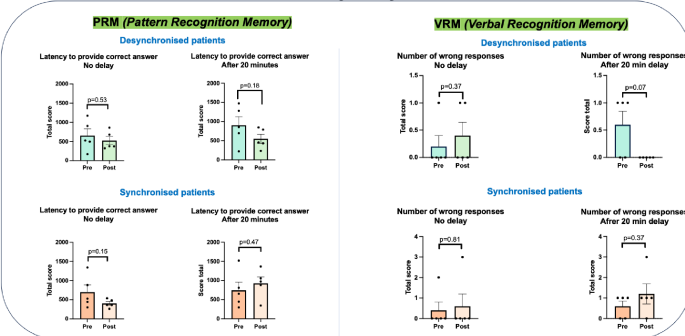 PRM (Pattern Recognition Memory)
Desynchronised patients
Latency to provide correct answer
No delay
Total score
2000
1500
1000
500
0
p=0.53
Pre Post
Latency to provide correct answer
After 20 minutes
Total score
2000
1500
1000
500
0
p=0.18
Pre Post
Synchronised patients
Latency to provide correct answer
No delay
Total score
2000
1500
1000
500
0
p=0.15
Pre Post
Latency to provide correct answer
After 20 minutes
Score total
2000
1500
1000
500
0
p=0.47
Pre Post
VRM (Verbal Recognition Memory)
Desynchronised patients
Number of wrong responses
No delay
Total score
1.5
1.0
0.5
0.0
p=0.37
Pre Post
Number of wrong responses
After 20 min delay
Score total
1.5
1.0
0.5
0.0
p=0.07
Pre Post
Synchronised patients
Number of wrong responses
No delay
Total score
4
3
2
1
0
p=0.81
Pre Post
Number of wrong responses
After 20 min delay
Total score
4
3
2
1
0
p=0.37
Pre Post